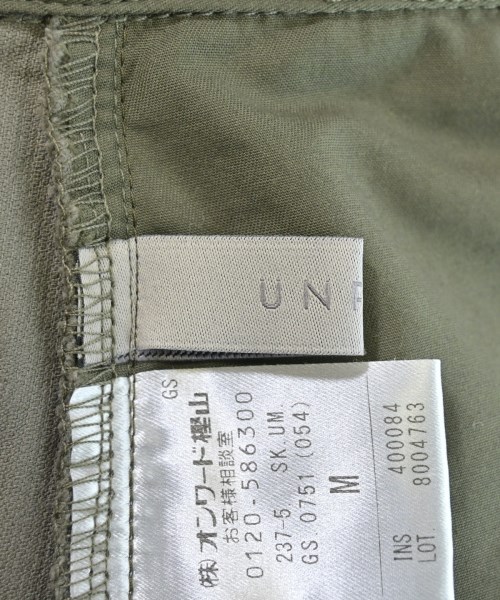 UN
GS
(株)オンワード樫山
お客様相談室
0120-586300
237-5 SK.UM.
GS 0751 (054)
M
INS 400084
LOT 8004763